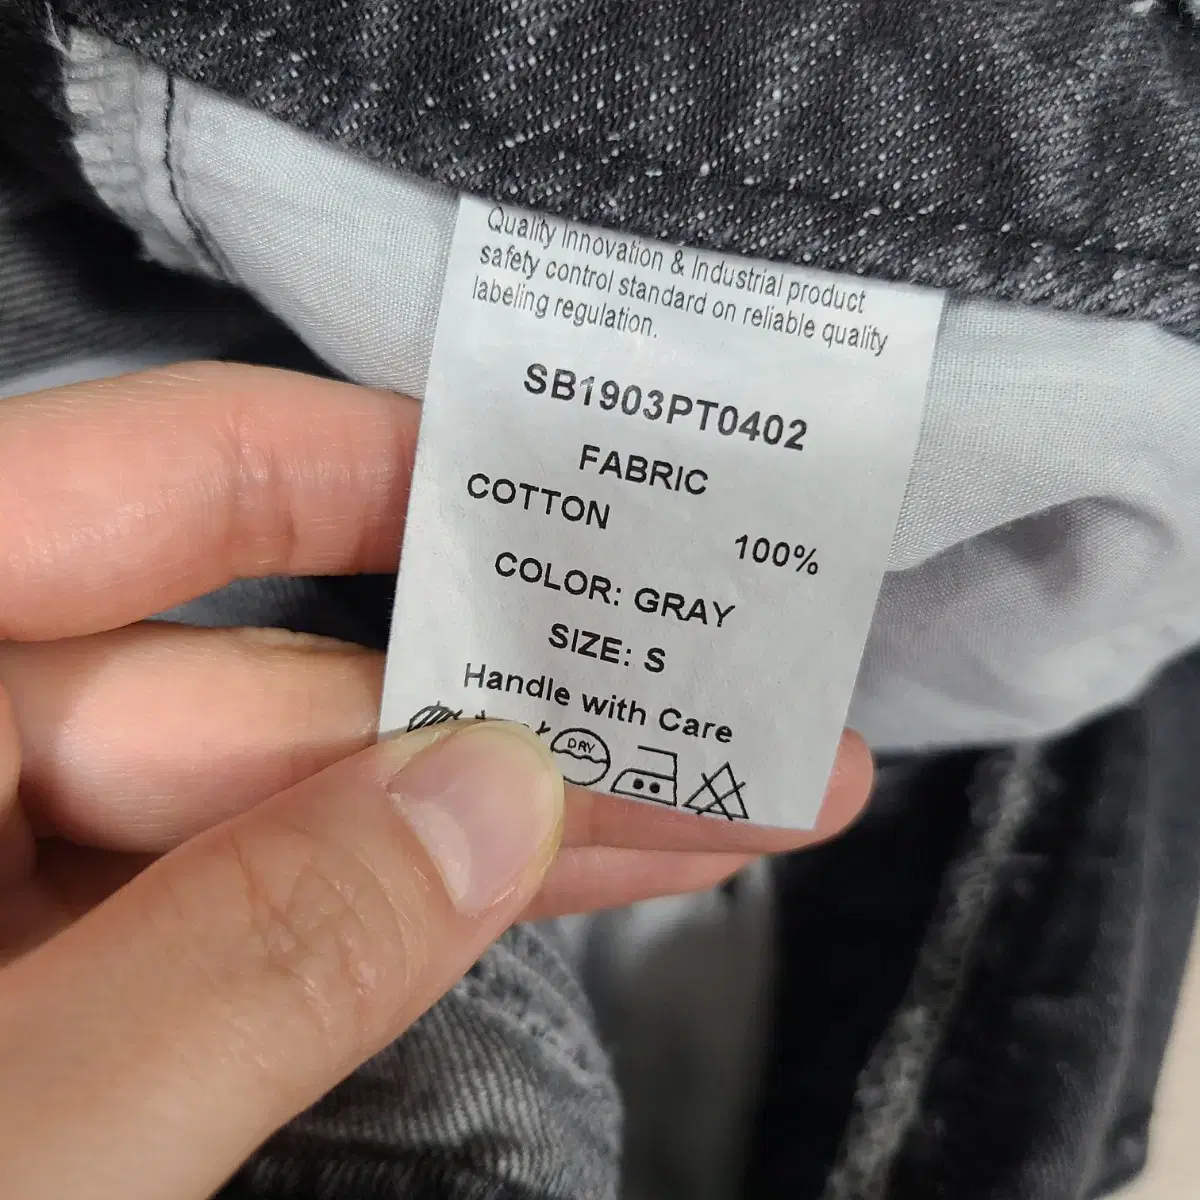 Quality Innovation & Industrial product
safety control standard on reliable quality
labeling regulation.
SB1903PT0402
FABRIC
COTTON 100%
COLOR: GRAY
SIZE: S
Handle with Care
DRY